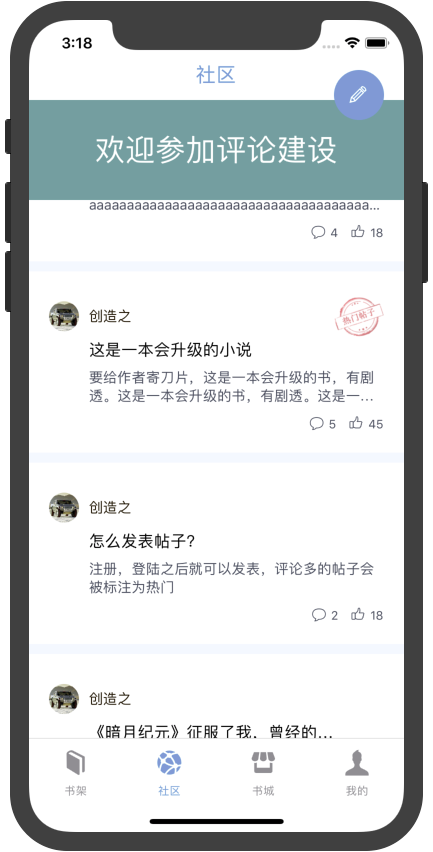 3:18
社区
欢迎参加评论建设
aaaaaaaaaaaaaaaaaaaaaaaaaaaaaaaaaaaaa...
4 18
创造之
热门帖子
这是一本会升级的小说
要给作者寄刀片，这是一本会升级的书，有剧
透。这是一本会升级的书，有剧透。这是一...
5 45
创造之
怎么发表帖子？
注册，登陆之后就可以发表，评论多的帖子会
被标注为热门
2 18
创造之
《暗月纪元》征服了我，曾经的...
书架 社区 书城 我的